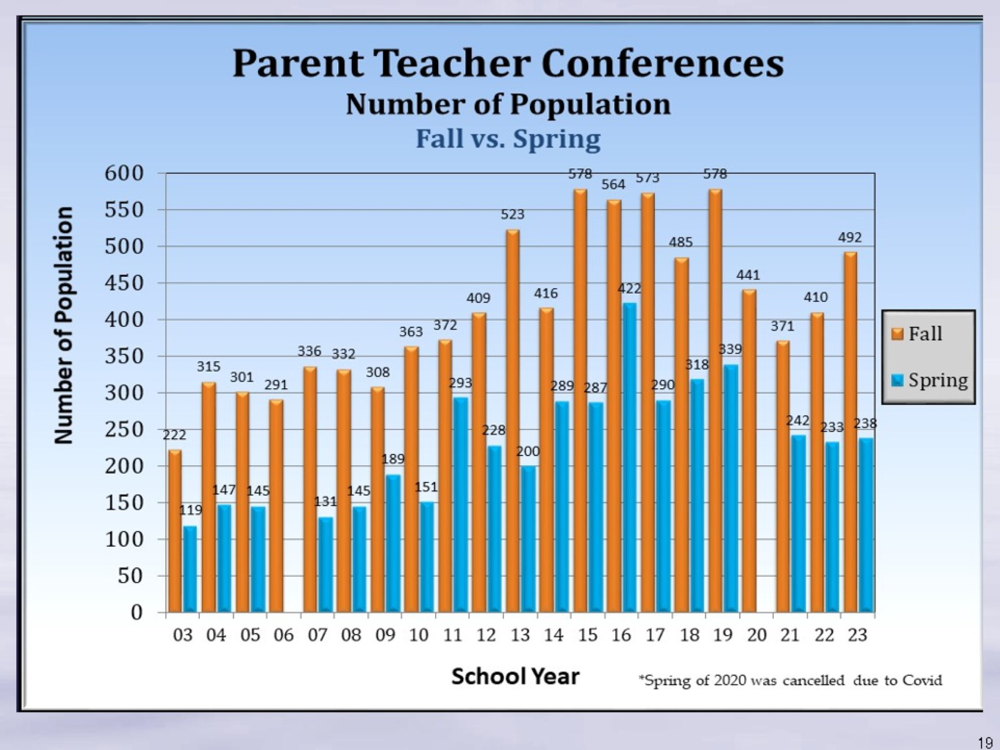 Parent Teacher Conferences
Number of Population
Fall vs. Spring
Number of Population
600
550
500
450
400
350
300
250
200
150
100
50
0
222 315 301 291 336 332 308 363 372 409 523 416 578 564 573 485 578 441 371 410 492
119 147 145 131 145 189 151 293 228 200 289 287 422 290 318 339 242 233 238
03 04 05 06 07 08 09 10 11 12 13 14 15 16 17 18 19 20 21 22 23
Fall
Spring
School Year
*Spring of 2020 was cancelled due to Covid
19